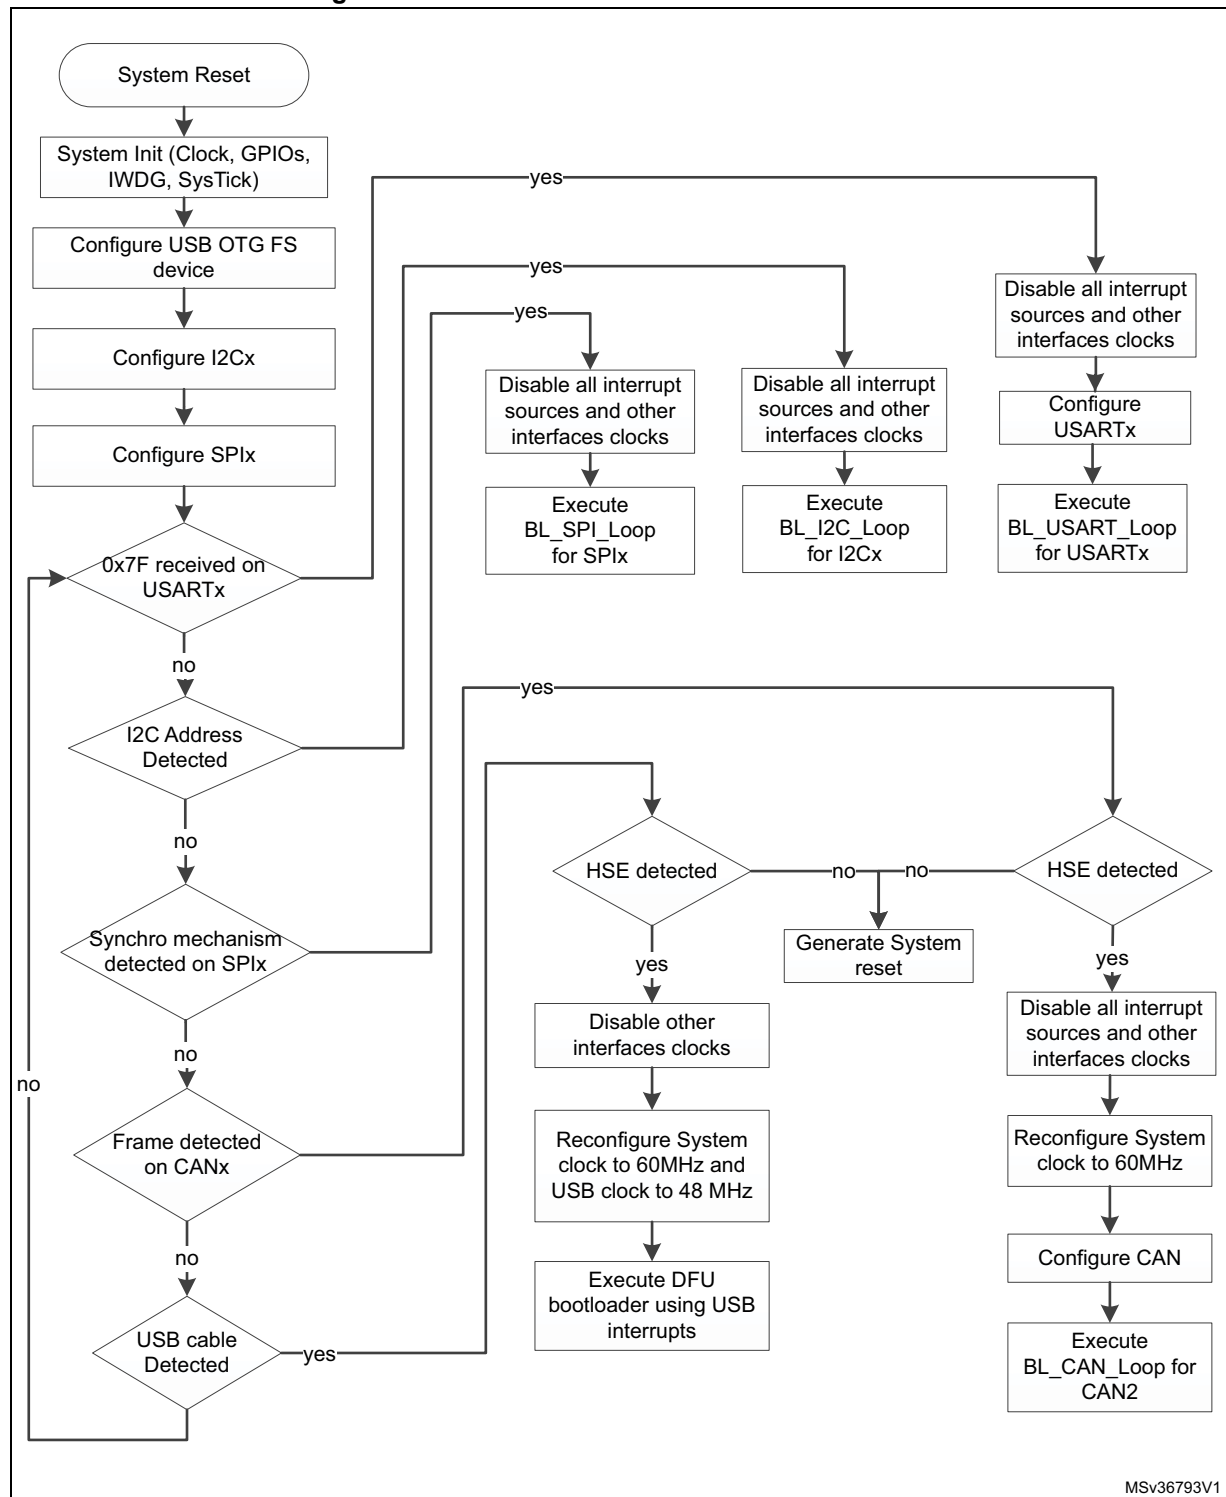 System Reset
System Init (Clock, GPIOs,
IWDG, SysTick)
Configure USB OTG FS
device
Configure I2Cx
Configure SPIx
0x7F received on
USARTx
no
I2C Address
Detected
no
Synchro mechanism
detected on SPIx
no
no
Frame detected
on CANx
no
USB cable
Detected
yes
yes
yes
yes
Disable all interrupt
sources and other
interfaces clocks
Execute
BL_SPI_Loop
for SPIx
Disable all interrupt
sources and other
interfaces clocks
Execute
BL_I2C_Loop
for I2Cx
Disable all interrupt
sources and other
interfaces clocks
Configure
USARTx
Execute
BL_USART_Loop
for USARTx
yes
HSE detected
no
no
HSE detected
Generate System
reset
yes
Disable other
interfaces clocks
Reconfigure System
clock to 60MHz and
USB clock to 48 MHz
Execute DFU
bootloader using USB
interrupts
yes
Disable all interrupt
sources and other
interfaces clocks
Reconfigure System
clock to 60MHz
Configure CAN
Execute
BL_CAN_Loop for
CAN2
MSv36793V1